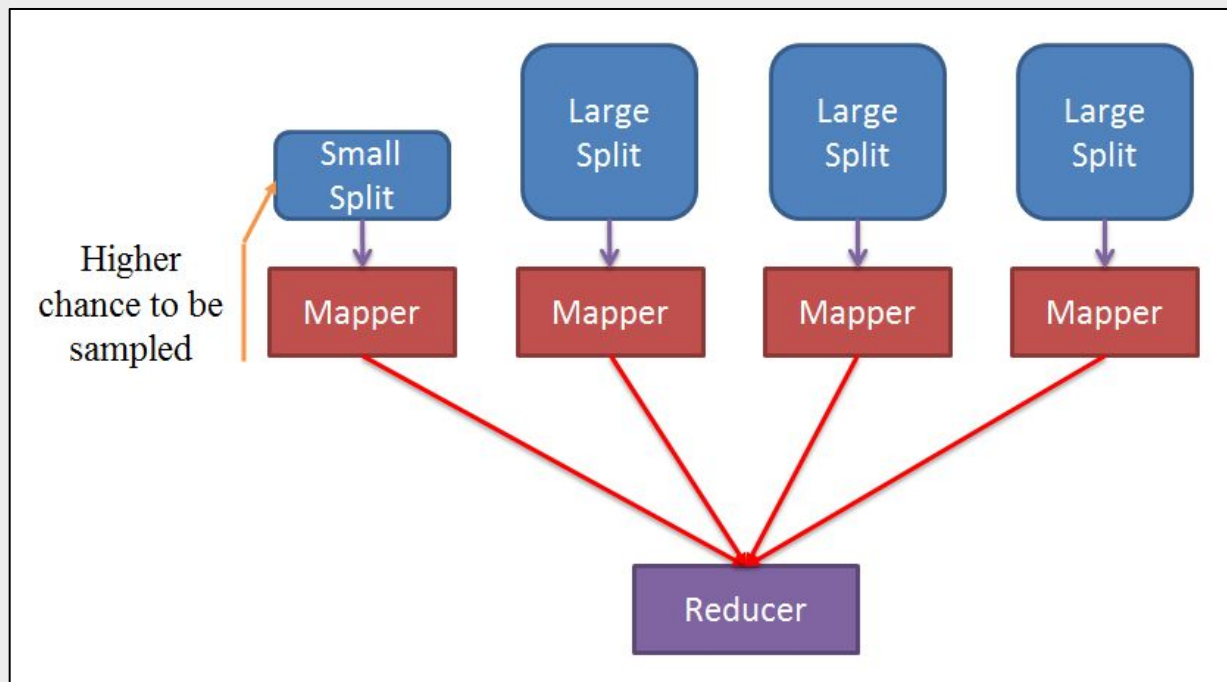 Small
Split
Large
Split
Large
Split
Large
Split
Higher
chance to be
sampled
Mapper
Mapper
Mapper
Mapper
Reducer